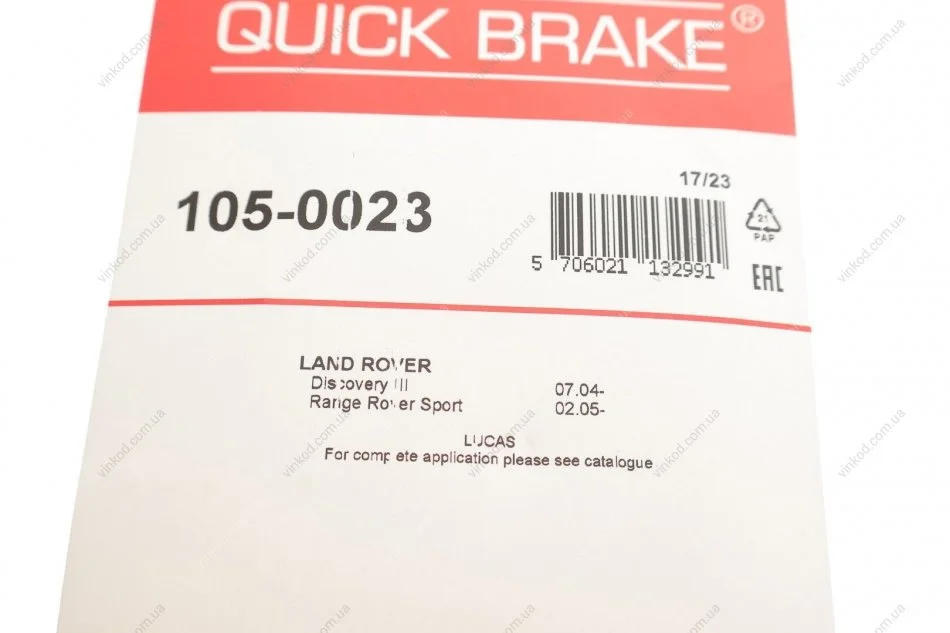 QUICK BRAKE®
17/23
105-0023
5 706021 132991
21
PAP
EAC
LAND ROVER
Discovery III 07.04-
Range Rover Sport 02.05-
LUCAS
For complete application please see catalogue
vinkod.com.ua